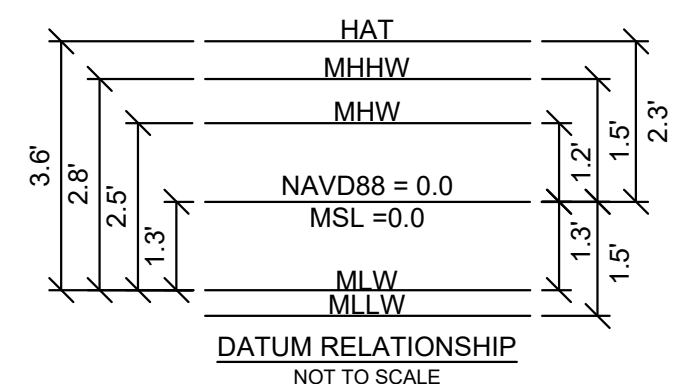 HAT
MHHW
MHW
NAVD88 = 0.0
MSL =0.0
MLW
MLLW
3.6'
2.8'
2.5'
1.3'
1.2'
1.5'
2.3'
1.3'
1.5'
DATUM RELATIONSHIP
NOT TO SCALE